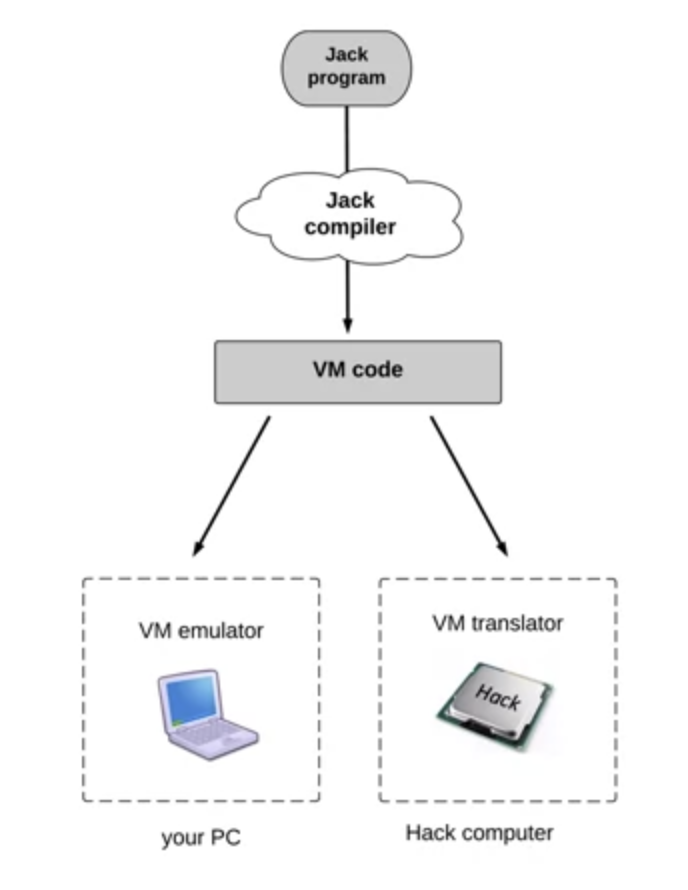 Jack
program
Jack
compiler
VM code
VM emulator
VM translator
Hack
your PC
Hack computer